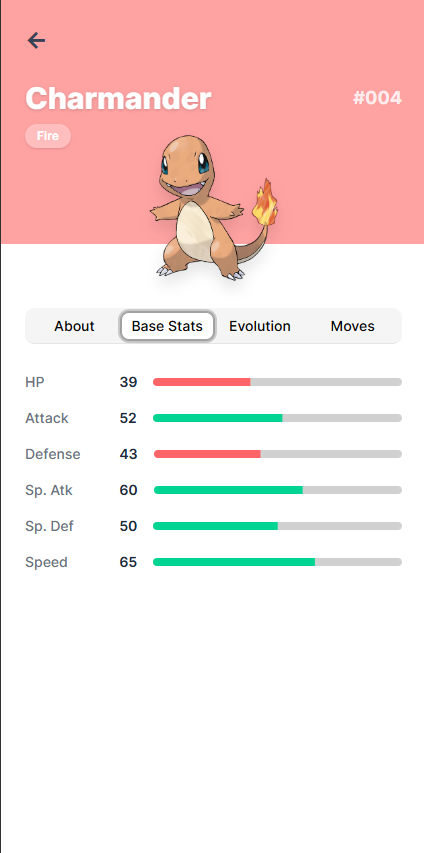 Charmander #004
Fire
About Base Stats Evolution Moves
HP 39
Attack 52
Defense 43
Sp. Atk 60
Sp. Def 50
Speed 65